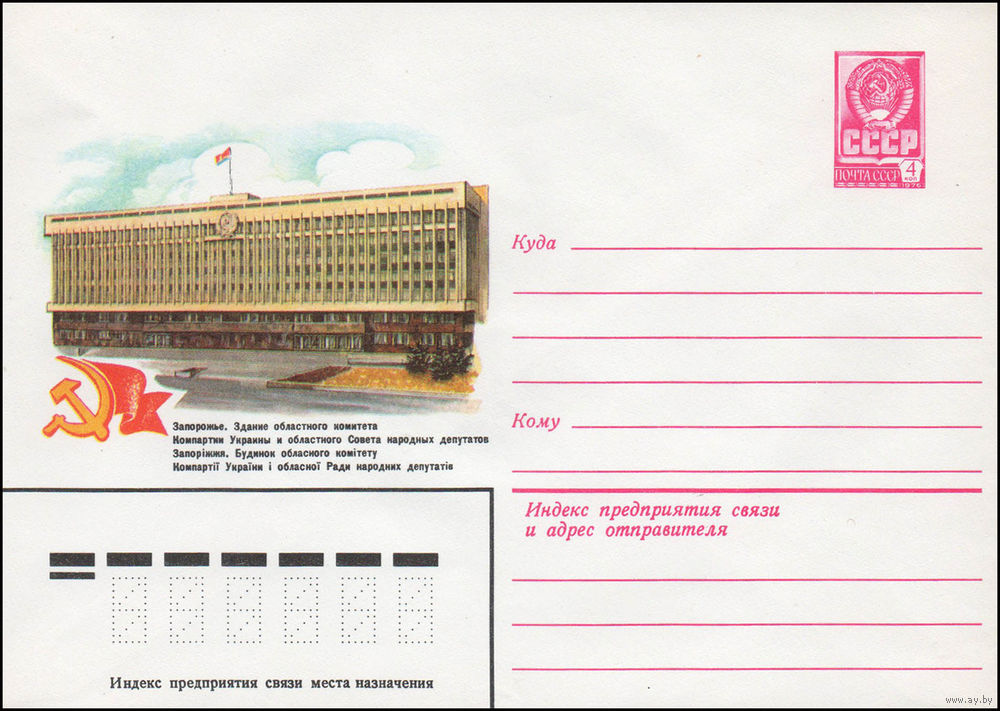 СССР
ПОЧТА СССР
4
КОП
1976
Куда
Кому
Запорожье. Здание областного комитета
Компартии Украины и областного Совета народных депутатов
Запоріжжя. Будинок обласного комітету
Компартії України і обласної Ради народних депутатів
Индекс предприятия связи
и адрес отправителя
Индекс предприятия связи места назначения
www.ay.by